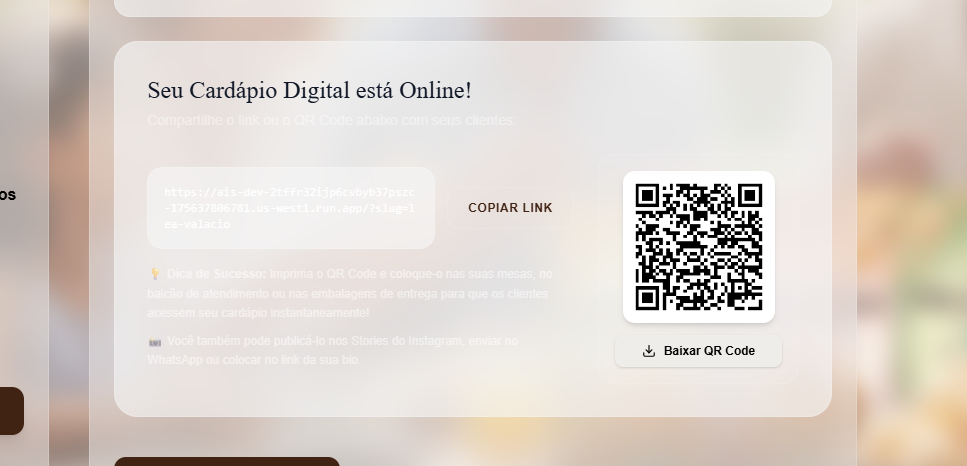 Seu Cardápio Digital está Online!
Compartilhe o link ou o QR Code abaixo com seus clientes:
os
https://ais-dev-2tffr32ijp6cvbyb37pszc
-175637806781.us-west1.run.app/?slug=l
ea-valacio
COPIAR LINK
Dica de Sucesso: Imprima o QR Code e coloque-o nas suas mesas, no
balcão de atendimento ou nas embalagens de entrega para que os clientes
acessem seu cardápio instantaneamente!
Você também pode publicá-lo nos Stories do Instagram, enviar no
WhatsApp ou colocar no link da sua bio.
Baixar QR Code